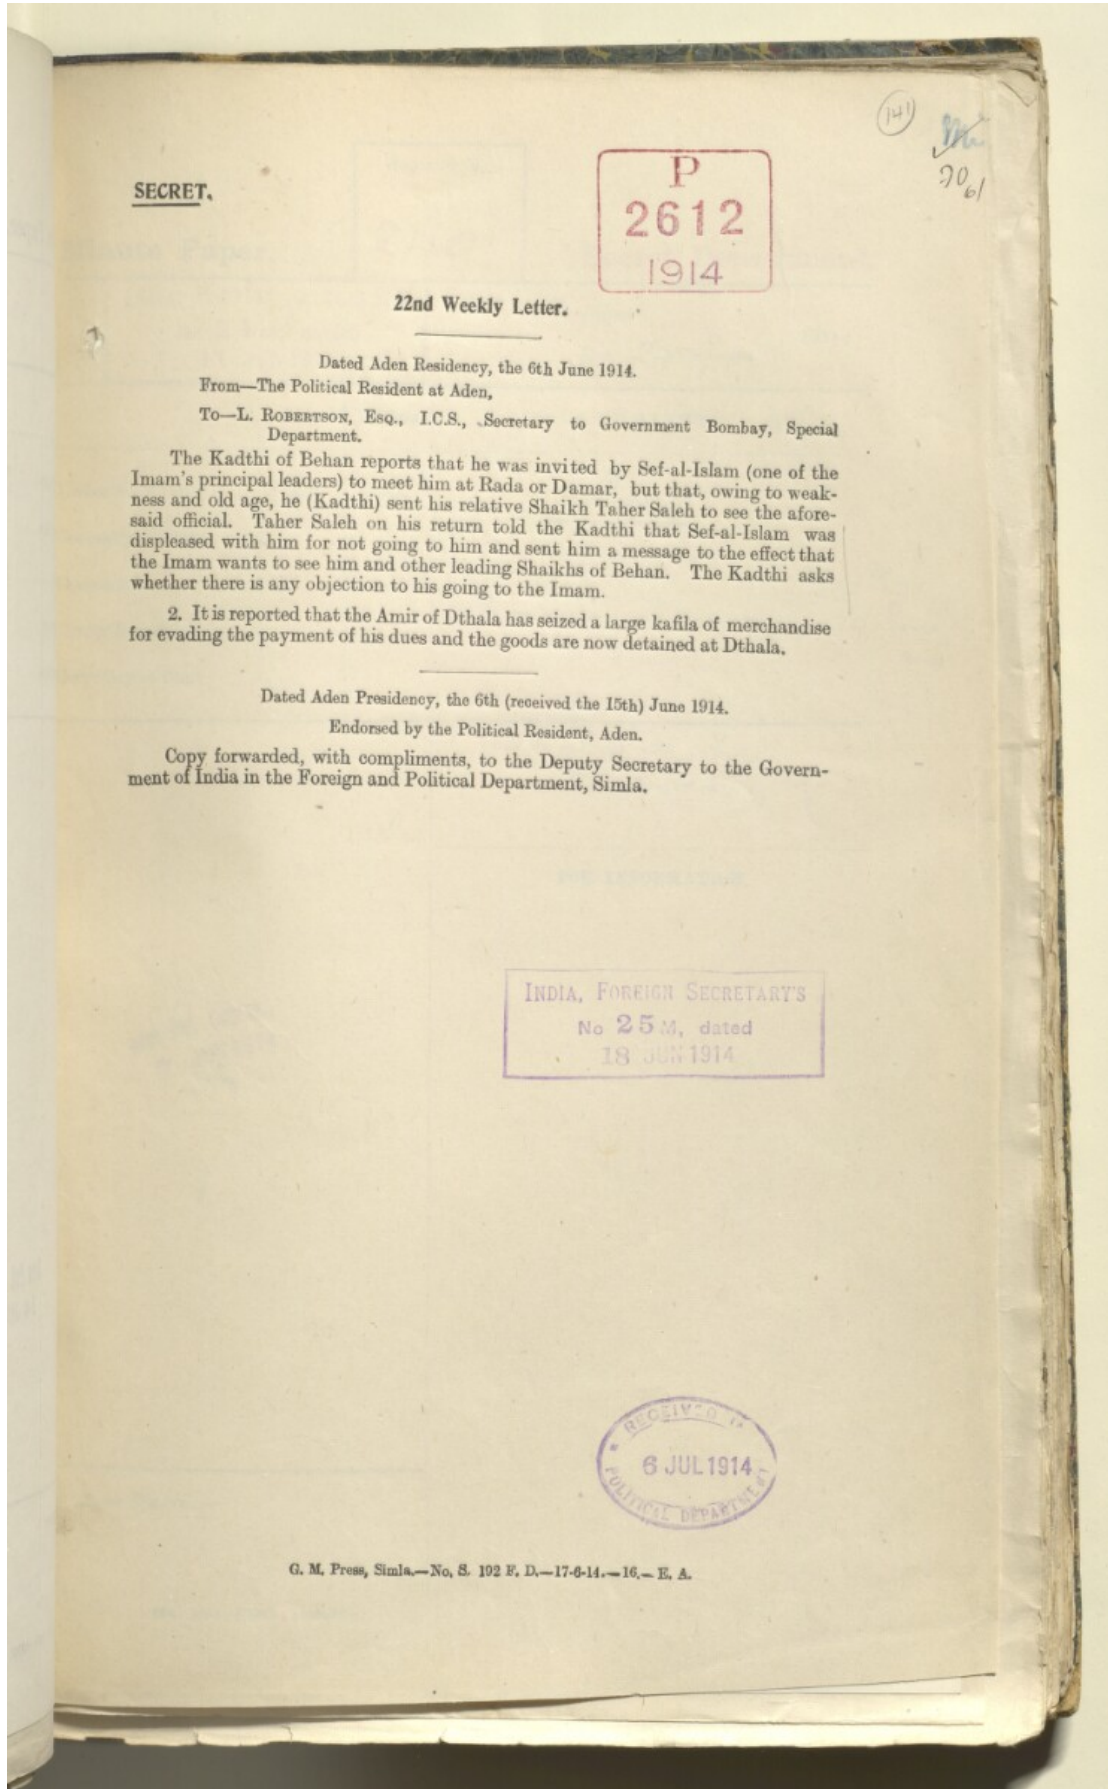 141
SECRET.
P
2612
1914
22nd Weekly Letter.
Dated Aden Residency, the 6th June 1914.
From—The Political Resident at Aden,
To—L. ROBERTSON, ESQ., I.C.S., Secretary to Government Bombay, Special
Department.
The Kadthi of Behan reports that he was invited by Sef-al-Islam (one of the
Imam's principal leaders) to meet him at Rada or Damar, but that, owing to weak-
ness and old age, he (Kadthi) sent his relative Shaikh Taher Saleh to see the afore-
said official. Taher Saleh on his return told the Kadthi that Sef-al-Islam was
displeased with him for not going to him and sent him a message to the effect that
the Imam wants to see him and other leading Shaikhs of Behan. The Kadthi asks
whether there is any objection to his going to the Imam.
2. It is reported that the Amir of Dthala has seized a large kafila of merchandise
for evading the payment of his dues and the goods are now detained at Dthala.
Dated Aden Presidency, the 6th (received the 15th) June 1914.
Endorsed by the Political Resident, Aden.
Copy forwarded, with compliments, to the Deputy Secretary to the Govern-
ment of India in the Foreign and Political Department, Simla.
INDIA, FOREIGN SECRETARY'S
No 25 M, dated
18 JUN 1914
RECEIVED IN
6 JUL 1914
POLITICAL DEPARTMENT
G. M. Press, Simla.—No. S. 192 F. D.—17-6-14.—16.—E. A.